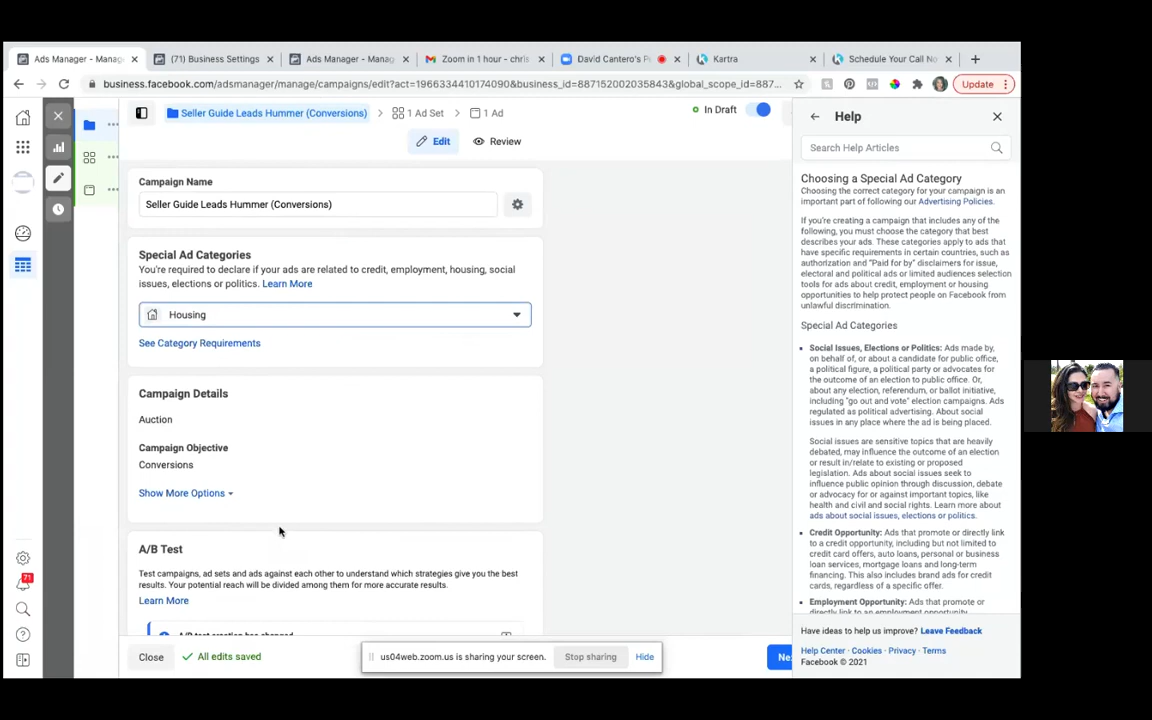 Ads Manager - Manag
(71) Business Settings
Ads Manager - Manag
Zoom in 1 hour - chris
David Cantero's P
Kartra
Schedule Your Call No
business.facebook.com/adsmanager/manage/campaigns/edit?act=1966334410174090&business_id=887152002035843&global_scope_id=887...
Update
Seller Guide Leads Hummer (Conversions)
1 Ad Set
1 Ad
In Draft
Edit
Review
Campaign Name
Seller Guide Leads Hummer (Conversions)
Special Ad Categories
You're required to declare if your ads are related to credit, employment, housing, social
issues, elections or politics. Learn More
Housing
See Category Requirements
Campaign Details
Auction
Campaign Objective
Conversions
Show More Options
A/B Test
Test campaigns, ad sets and ads against each other to understand which strategies give you the best
results. Your potential reach will be divided among them for more accurate results.
Learn More
A/B test creation has changed
Close
All edits saved
us04web.zoom.us is sharing your screen.
Stop sharing
Hide
71
Help
Search Help Articles
Choosing a Special Ad Category
Choosing the correct category for your campaign is an
important part of following our Advertising Policies.
If you're creating a campaign that includes any of the
following, you must choose the category that best
describes your ads. These categories apply to ads that
have specific requirements in certain countries, such as
authorization and "Paid for by" disclaimers for issue,
electoral and political ads or limited audiences selection
tools for ads about credit, employment or housing
opportunities to help protect people on Facebook from
unlawful discrimination.
Special Ad Categories
Social Issues, Elections or Politics: Ads made by,
on behalf of, or about a candidate for public office,
a political figure, a political party or advocates for
the outcome of an election to public office. Or,
about any election, referendum, or ballot initiative,
including "go out and vote" election campaigns. Ads
regulated as political advertising. About social
issues in any place where the ad is being placed.
Social issues are sensitive topics that are heavily
debated, may influence the outcome of an election
or result in/relate to existing or proposed
legislation. Ads about social issues seek to
influence public opinion through discussion, debate
or advocacy for or against important topics, like
health and civil and social rights. Learn more about
ads about social issues, elections or politics.
Credit Opportunity: Ads that promote or directly link
to a credit opportunity, including but not limited to
credit card offers, auto loans, personal or business
loan services, mortgage loans and long-term
financing. This also includes brand ads for credit
cards, regardless of a specific offer.
Employment Opportunity: Ads that promote or
directly link to an employment opportunity,
Have ideas to help us improve? Leave Feedback
Help Center · Cookies · Privacy · Terms
Facebook © 2021